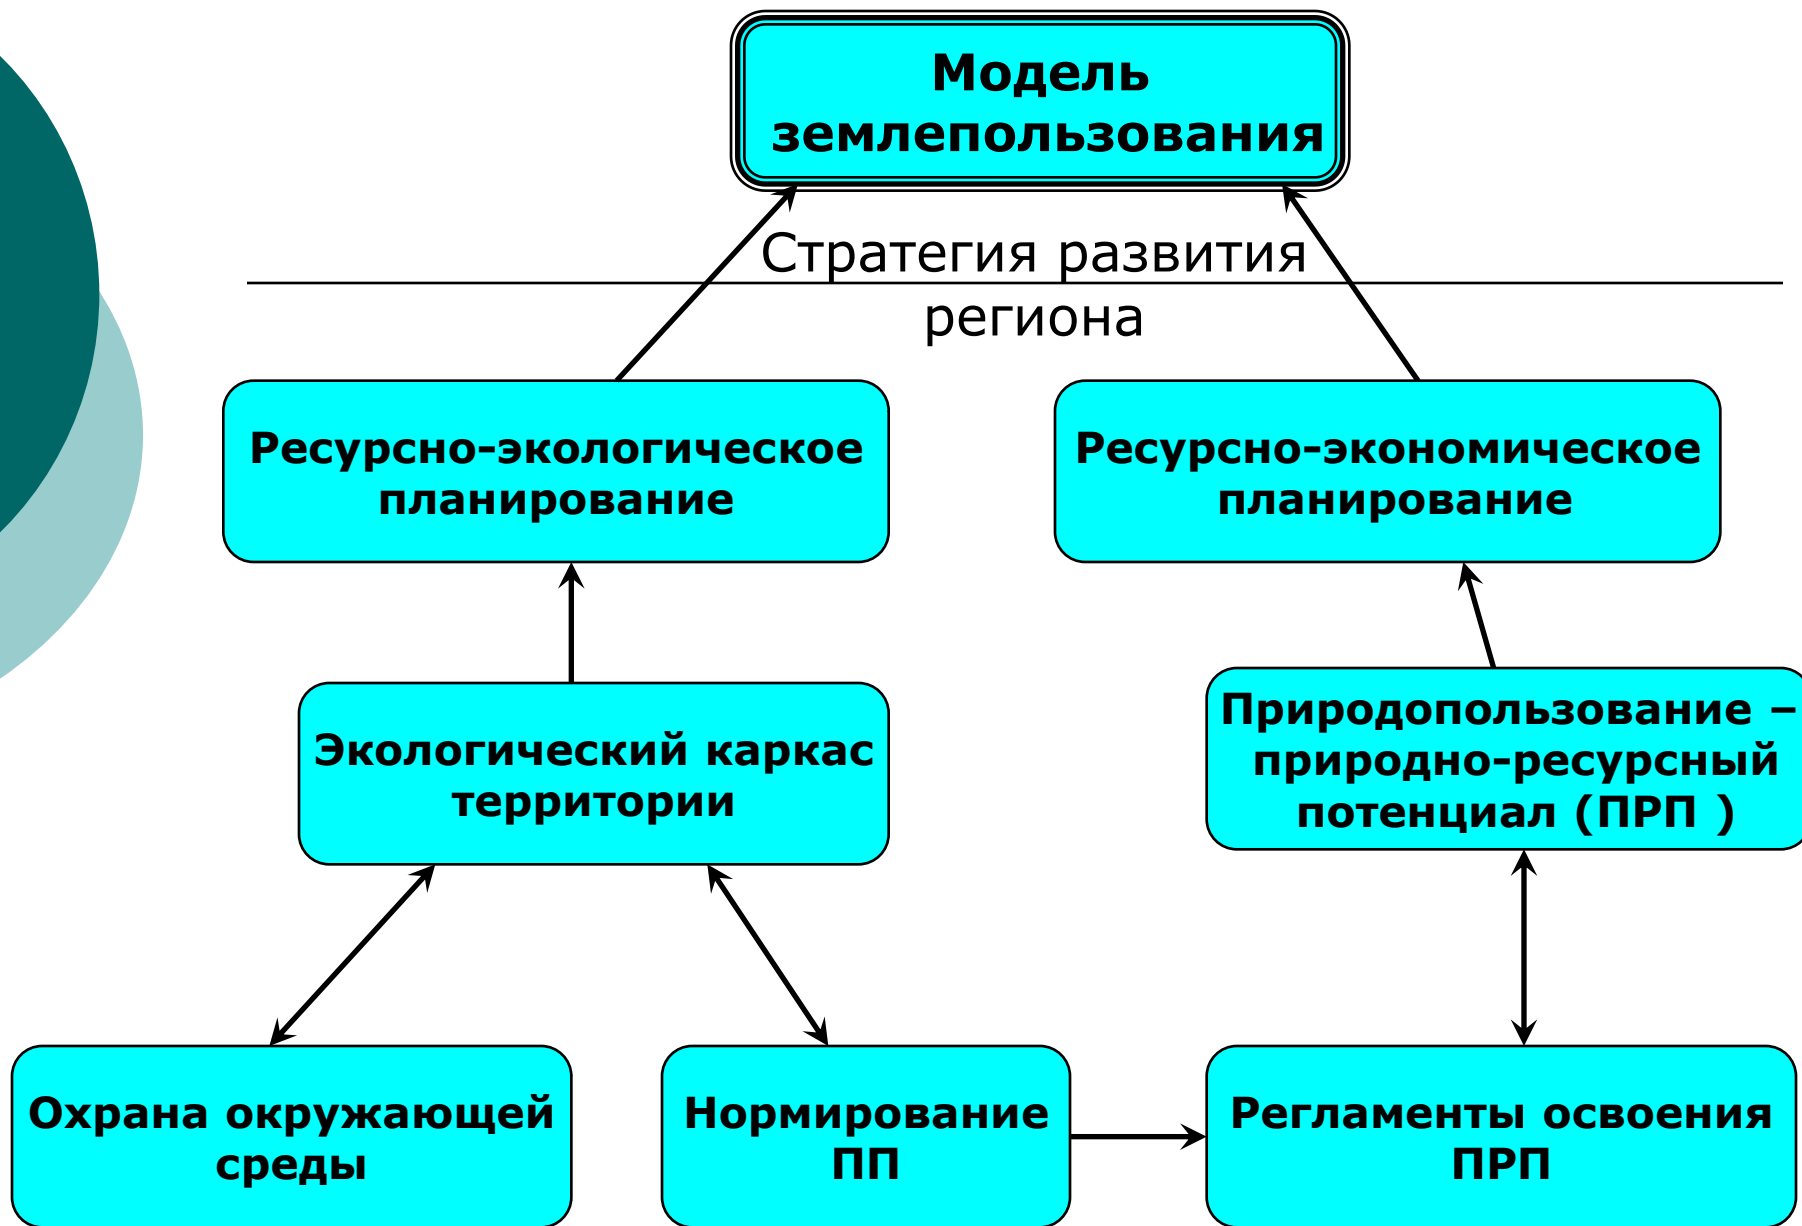 Модель
землепользования
Стратегия развития
региона
Ресурсно-экологическое
планирование
Ресурсно-экономическое
планирование
Экологический каркас
территории
Природопользование –
природно-ресурсный
потенциал (ПРП )
Охрана окружающей
среды
Нормирование
ПП
Регламенты освоения
ПРП